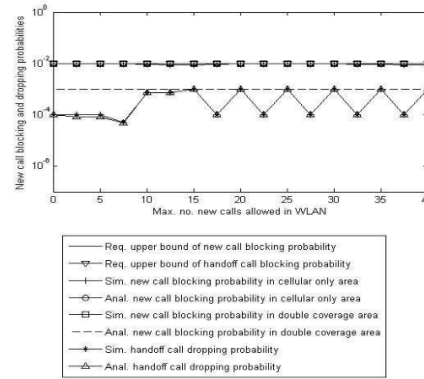 New call blocking and dropping probabilities
10^0
10^-2
10^-4
10^-6
0 5 10 15 20 25 30 35 40
Max. no. new calls allowed in WLAN
Req. upper bound of new call blocking probability
Req. upper bound of handoff call blocking probability
Sim. new call blocking probability in cellular only area
Anal. new call blocking probability in cellular only area
Sim. new call blocking probability in double coverage area
Anal. new call blocking probability in double coverage area
Sim. handoff call dropping probability
Anal. handoff call dropping probability